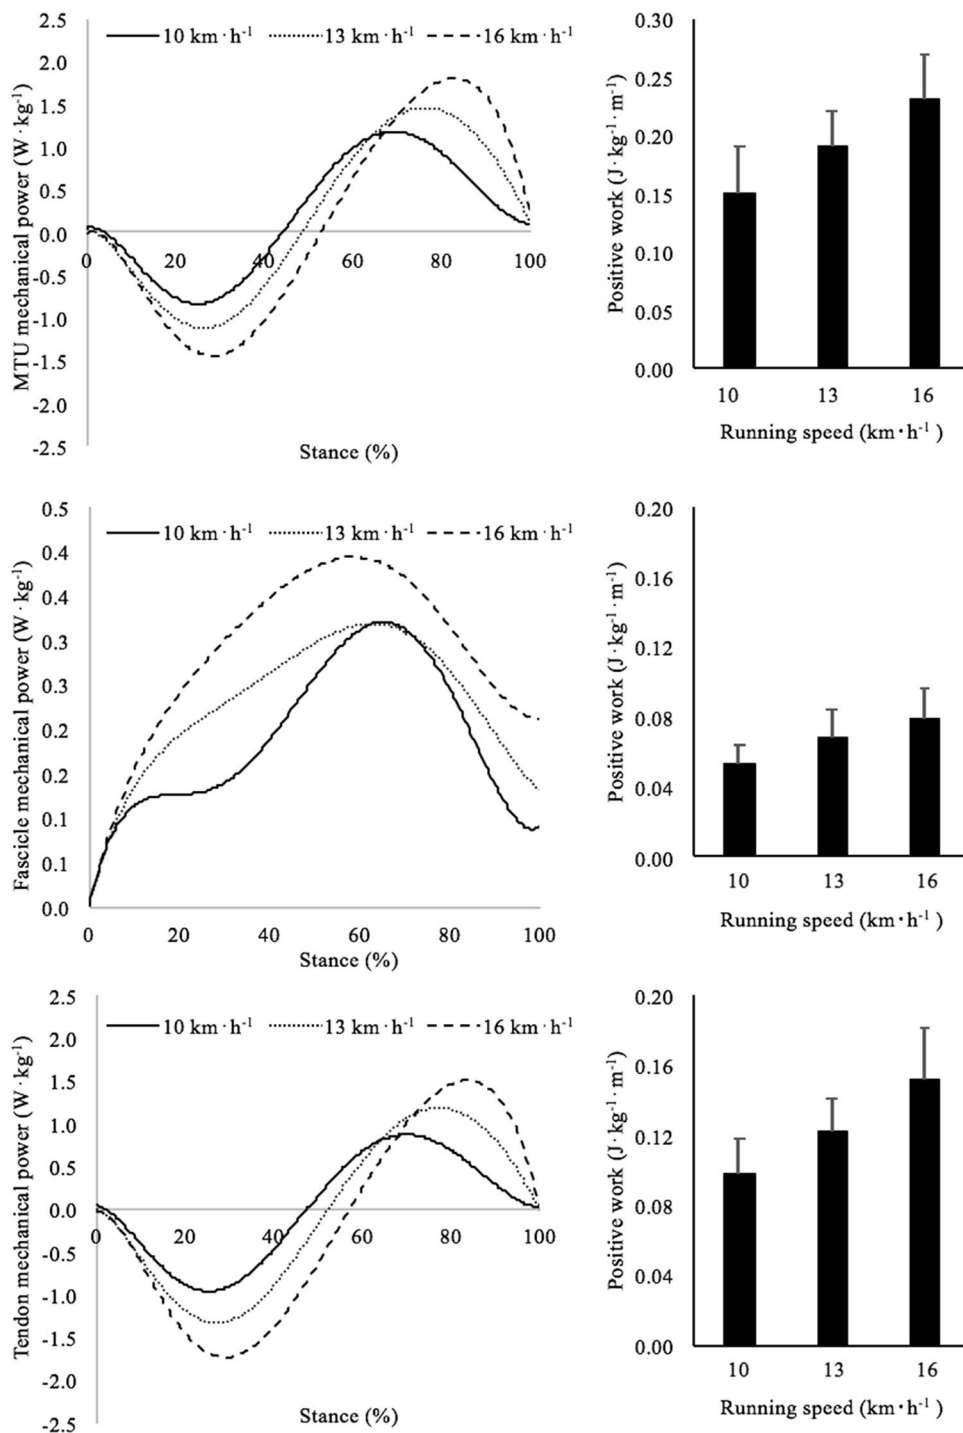 10 km · h⁻¹ 13 km · h⁻¹ 16 km · h⁻¹
MTU mechanical power (W · kg⁻¹)
2.5
2.0
1.5
1.0
0.5
0.0
-0.5
-1.0
-1.5
-2.0
-2.5
0 20 40 60 80 100
Stance (%)
Positive work (J · kg⁻¹ · m⁻¹)
0.30
0.25
0.20
0.15
0.10
0.05
0.00
10 13 16
Running speed (km · h⁻¹ )
10 km · h⁻¹ 13 km · h⁻¹ 16 km · h⁻¹
Fascicle mechanical power (W · kg⁻¹)
0.5
0.4
0.4
0.3
0.3
0.2
0.2
0.1
0.1
0.0
0 20 40 60 80 100
Stance (%)
Positive work (J · kg⁻¹ · m⁻¹)
0.20
0.16
0.12
0.08
0.04
0.00
10 13 16
Running speed (km · h⁻¹ )
10 km · h⁻¹ 13 km · h⁻¹ 16 km · h⁻¹
Tendon mechanical power (W · kg⁻¹)
2.5
2.0
1.5
1.0
0.5
0.0
-0.5
-1.0
-1.5
-2.0
-2.5
0 20 40 60 80 100
Stance (%)
Positive work (J · kg⁻¹ · m⁻¹)
0.20
0.16
0.12
0.08
0.04
0.00
10 13 16
Running speed (km · h⁻¹ )